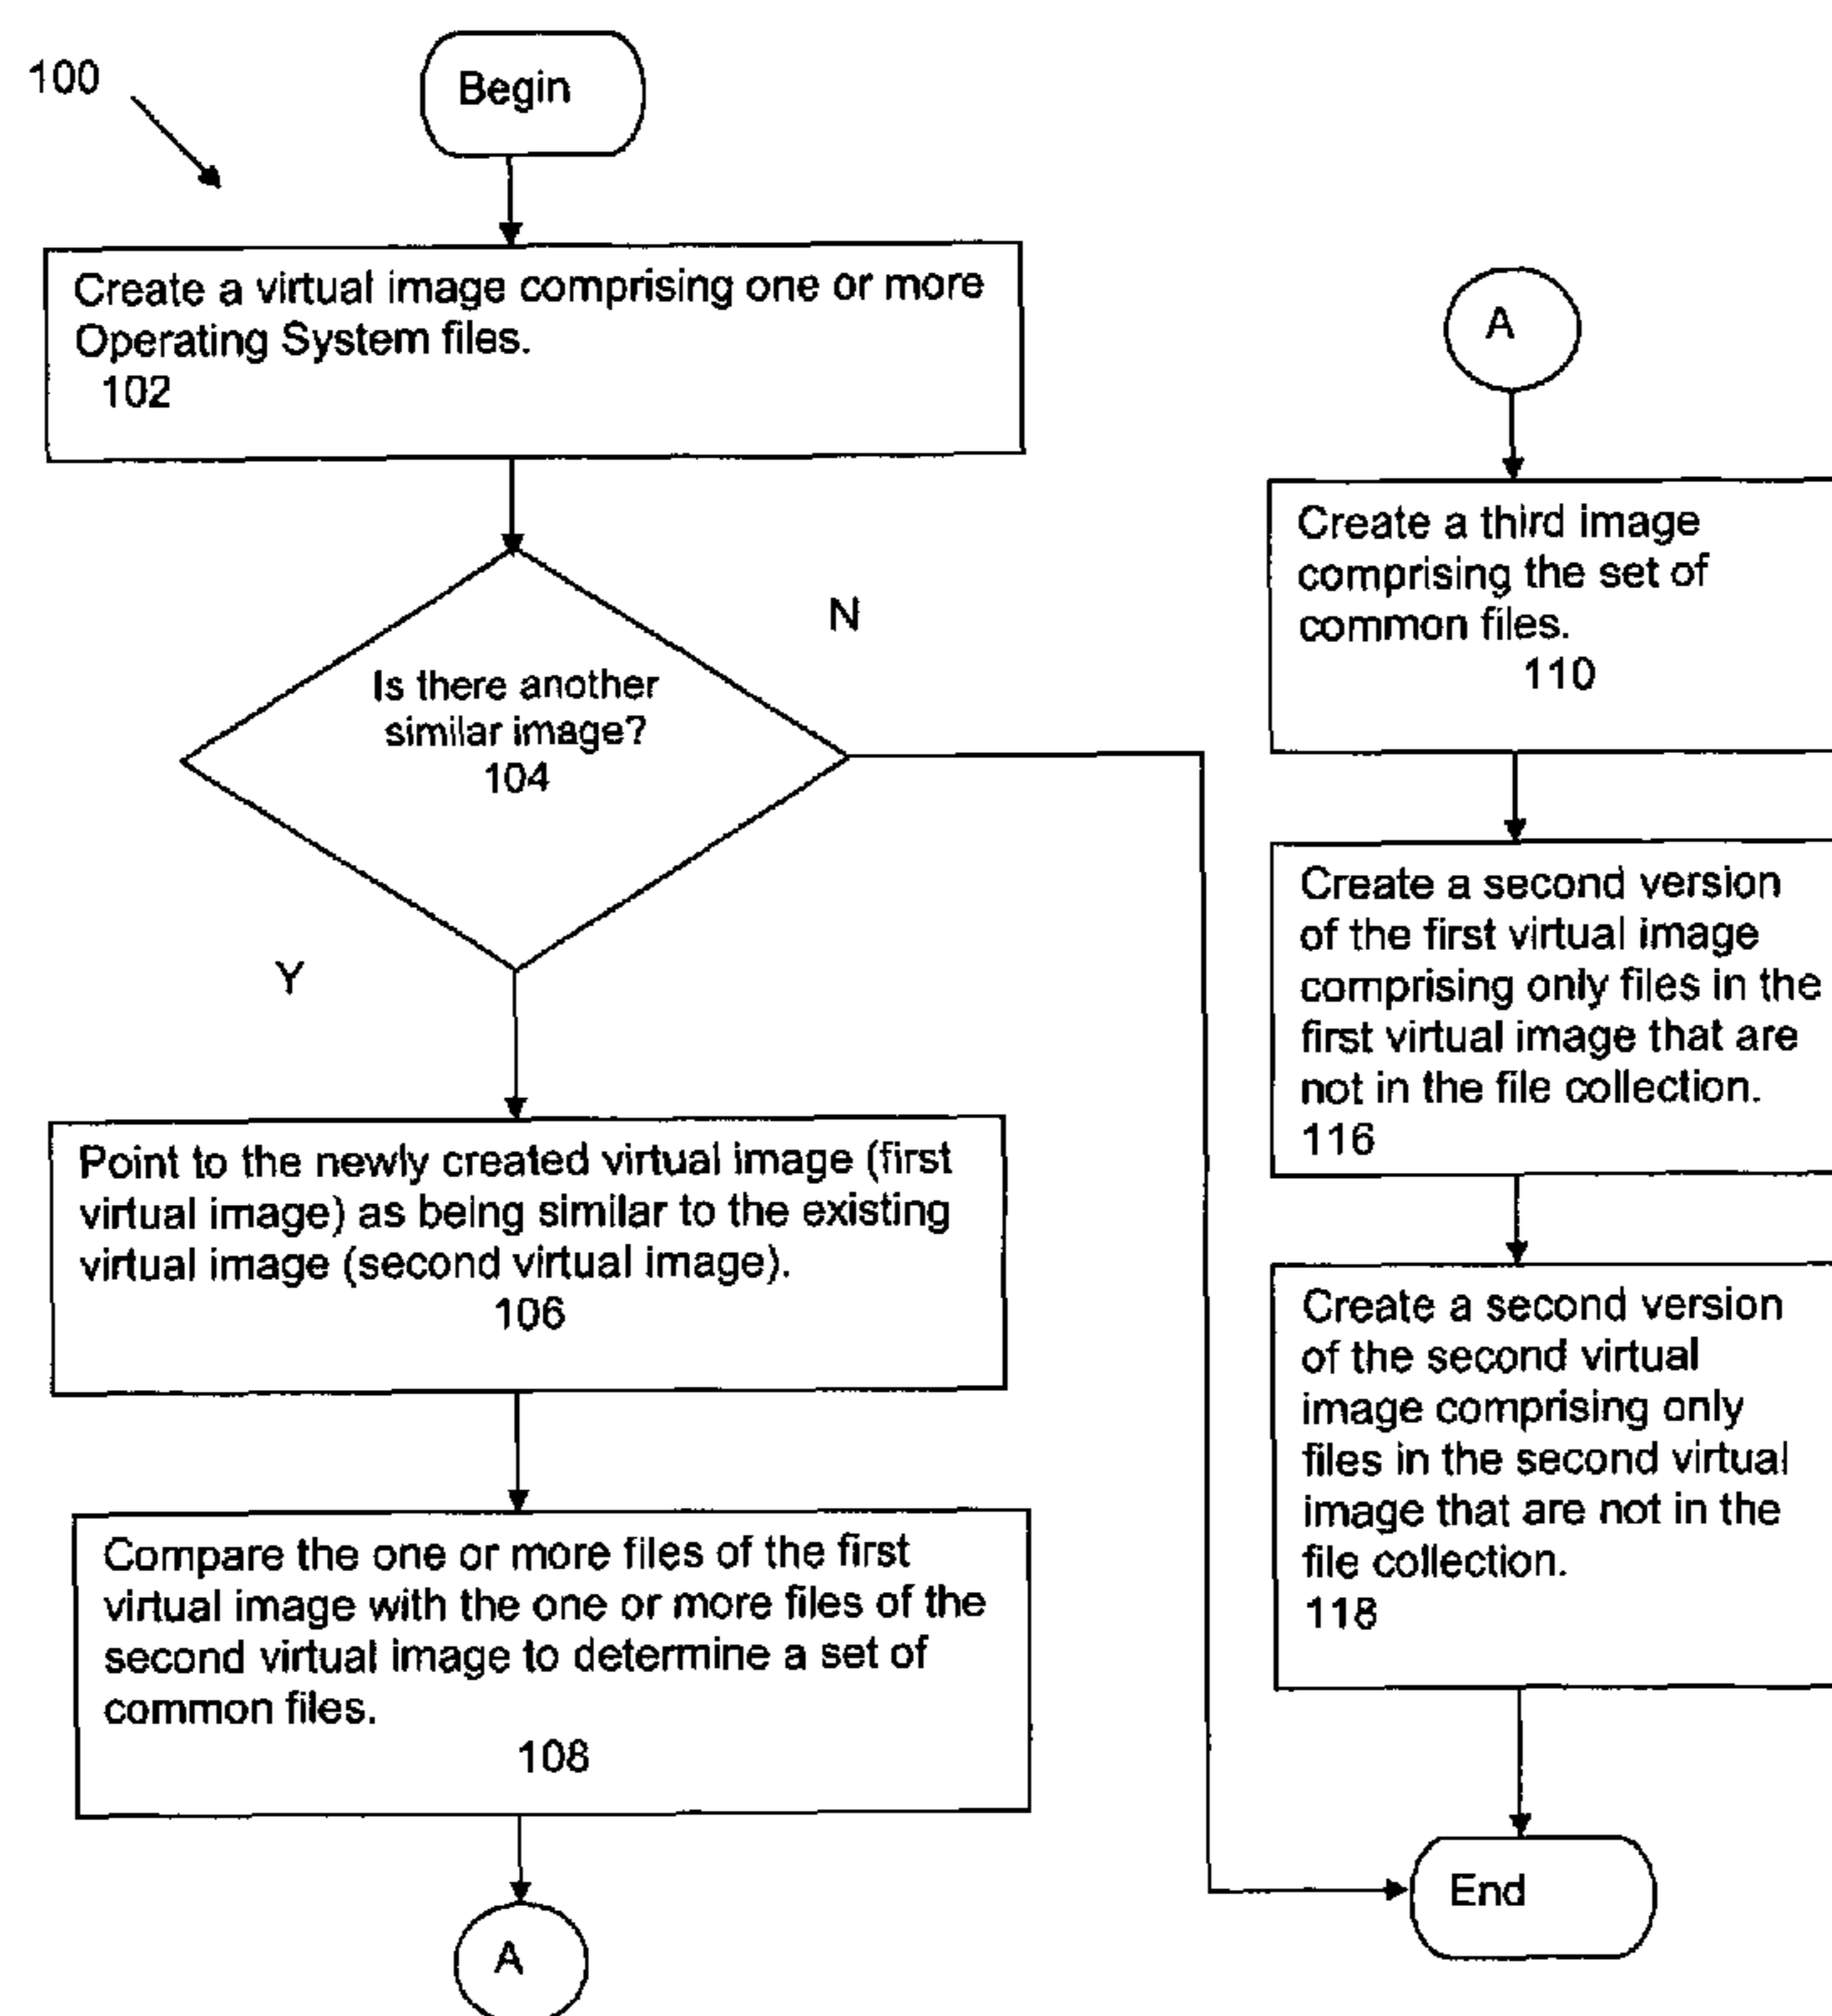 100
Begin
Create a virtual image comprising one or more
Operating System files.
102
N
Is there another
similar image?
104
Y
Point to the newly created virtual image (first
virtual image) as being similar to the existing
virtual image (second virtual image).
106
Compare the one or more files of the first
virtual image with the one or more files of the
second virtual image to determine a set of
common files.
108
A
A
Create a third image
comprising the set of
common files.
110
Create a second version
of the first virtual image
comprising only files in the
first virtual image that are
not in the file collection.
116
Create a second version
of the second virtual
image comprising only
files in the second virtual
image that are not in the
file collection.
118
End